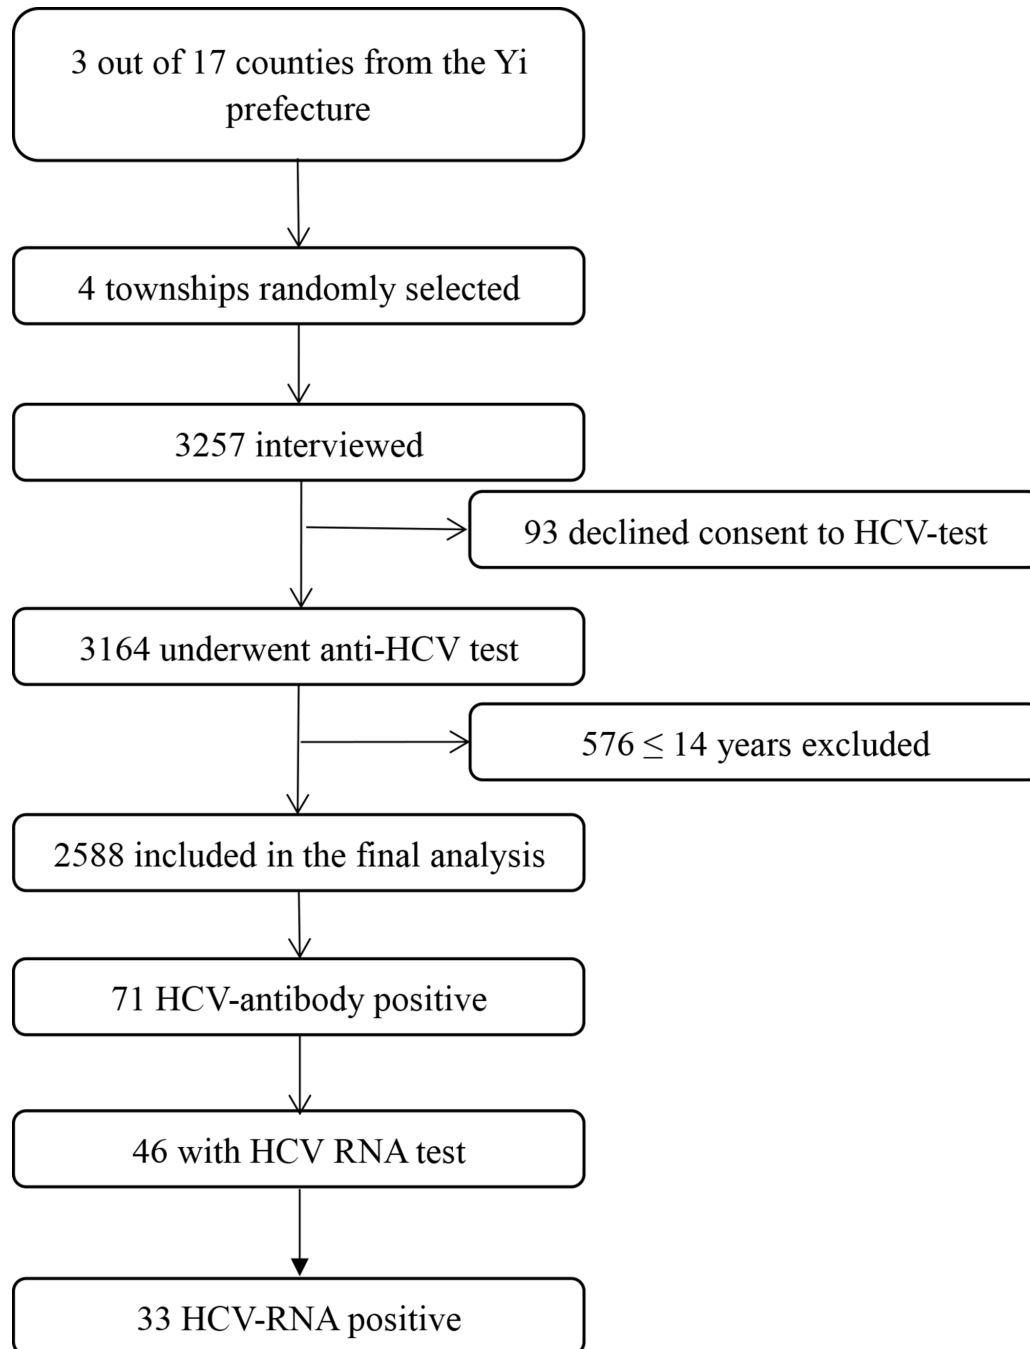 3 out of 17 counties from the Yi
prefecture
4 townships randomly selected
3257 interviewed
93 declined consent to HCV-test
3164 underwent anti-HCV test
576 ≤ 14 years excluded
2588 included in the final analysis
71 HCV-antibody positive
46 with HCV RNA test
33 HCV-RNA positive